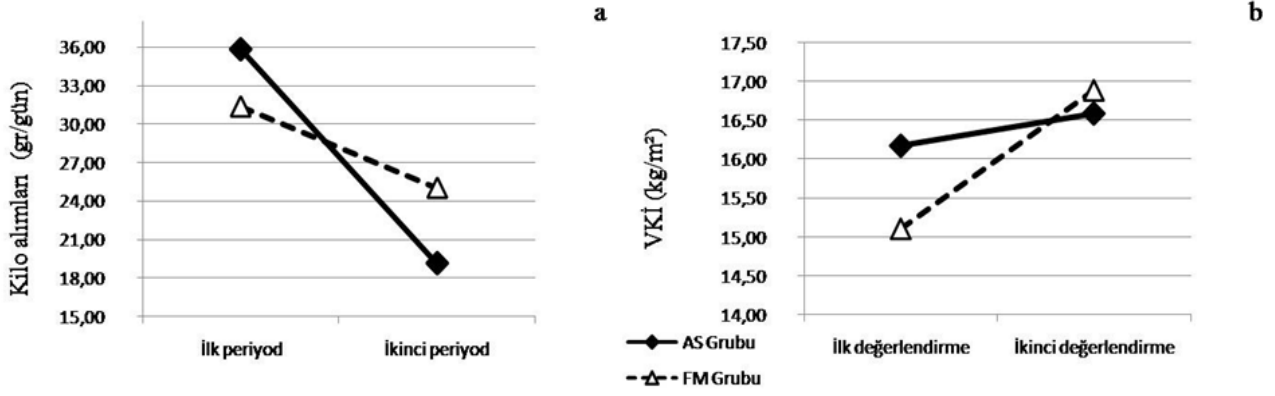 a
Kilo alımları (gr/gün)
36,00
33,00
30,00
27,00
24,00
21,00
18,00
15,00
İlk periyod
İkinci periyod
b
VKİ (kg/m²)
17,50
17,00
16,50
16,00
15,50
15,00
14,50
14,00
İlk değerlendirme
İkinci değerlendirme
AS Grubu
FM Grubu